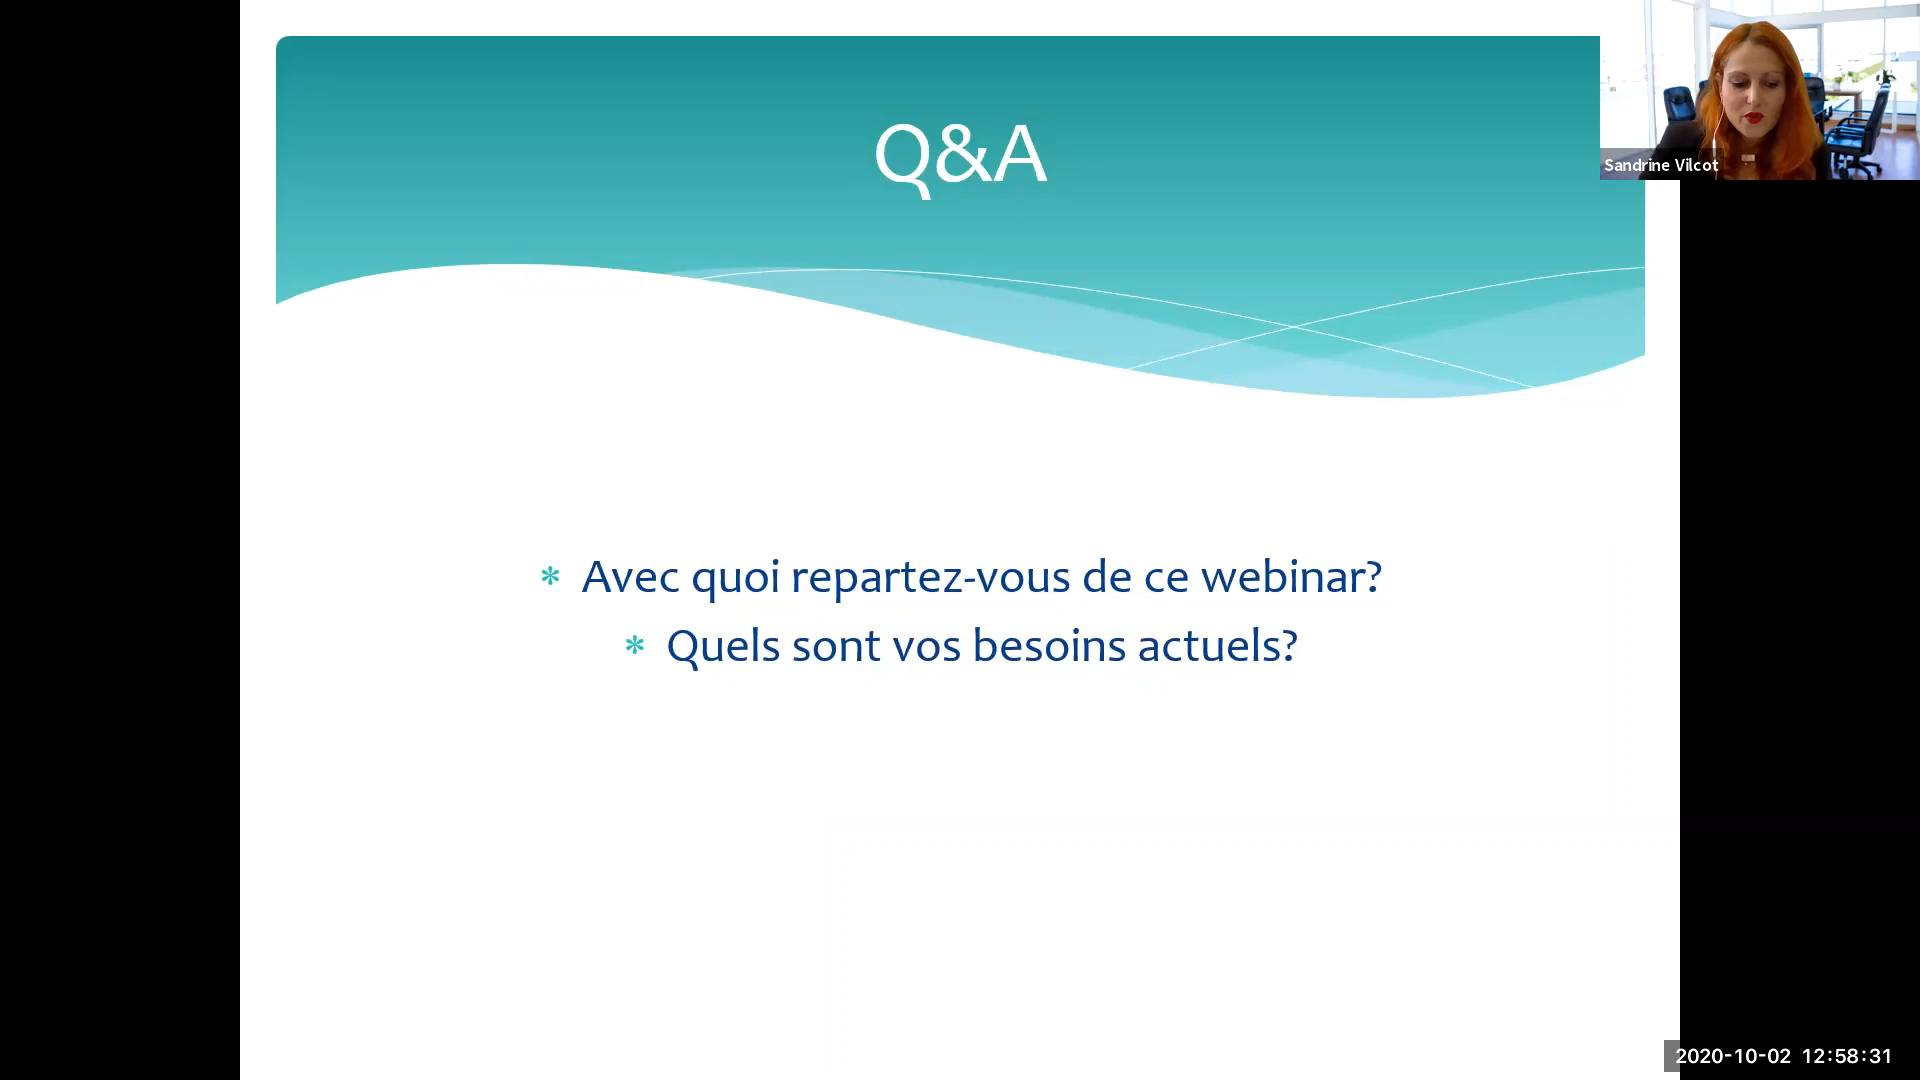 Q&A
Sandrine Vilcot
* Avec quoi repartez-vous de ce webinar?
* Quels sont vos besoins actuels?
2020-10-02 12:58:31